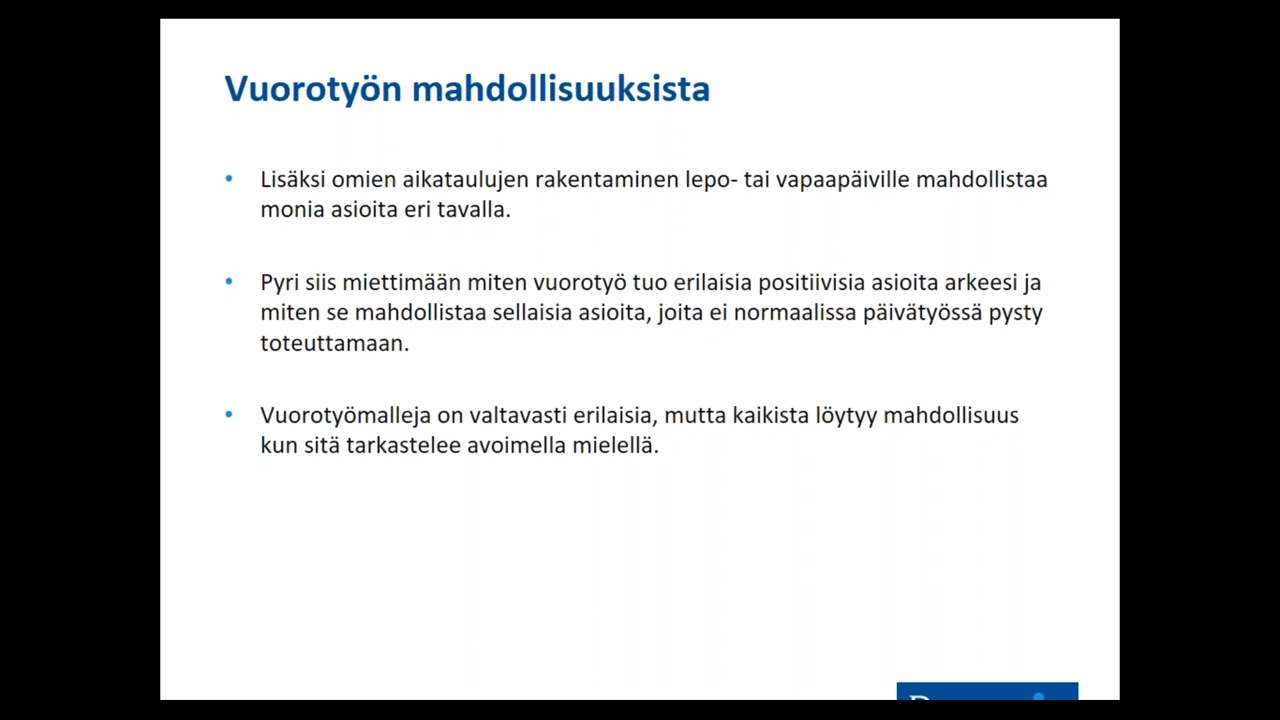 Vuorotyön mahdollisuuksista
• Lisäksi omien aikataulujen rakentaminen lepo- tai vapaapäiville mahdollistaa
monia asioita eri tavalla.
• Pyri siis miettimään miten vuorotyö tuo erilaisia positiivisia asioita arkeesi ja
miten se mahdollistaa sellaisia asioita, joita ei normaalissa päivätyössä pysty
toteuttamaan.
• Vuorotyömalleja on valtavasti erilaisia, mutta kaikista löytyy mahdollisuus
kun sitä tarkastelee avoimella mielellä.